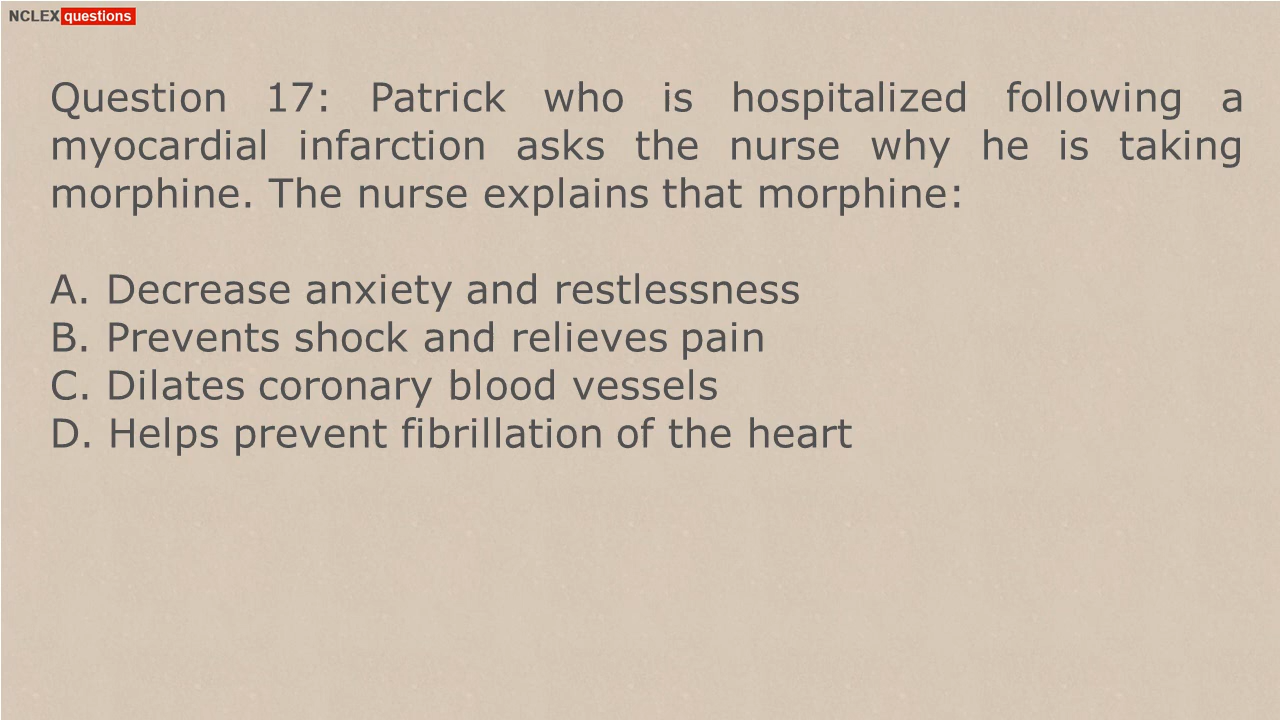 NCLEX questions
Question 17: Patrick who is hospitalized following a
myocardial infarction asks the nurse why he is taking
morphine. The nurse explains that morphine:
A. Decrease anxiety and restlessness
B. Prevents shock and relieves pain
C. Dilates coronary blood vessels
D. Helps prevent fibrillation of the heart